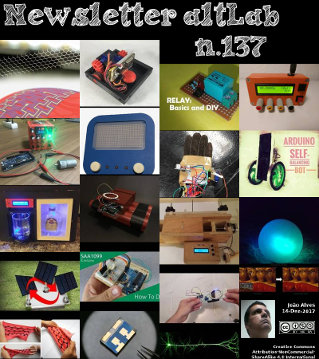 Newsletter altLab
n.137
RELAY:
Basics and DIY
ARDUINO
SELF-
BALANCING
BOT
SAA1099
How To D
João Alves
14-Dec-2017
Creative Commons
Attribution-NonCommercial
ShareAlike 4.0 International